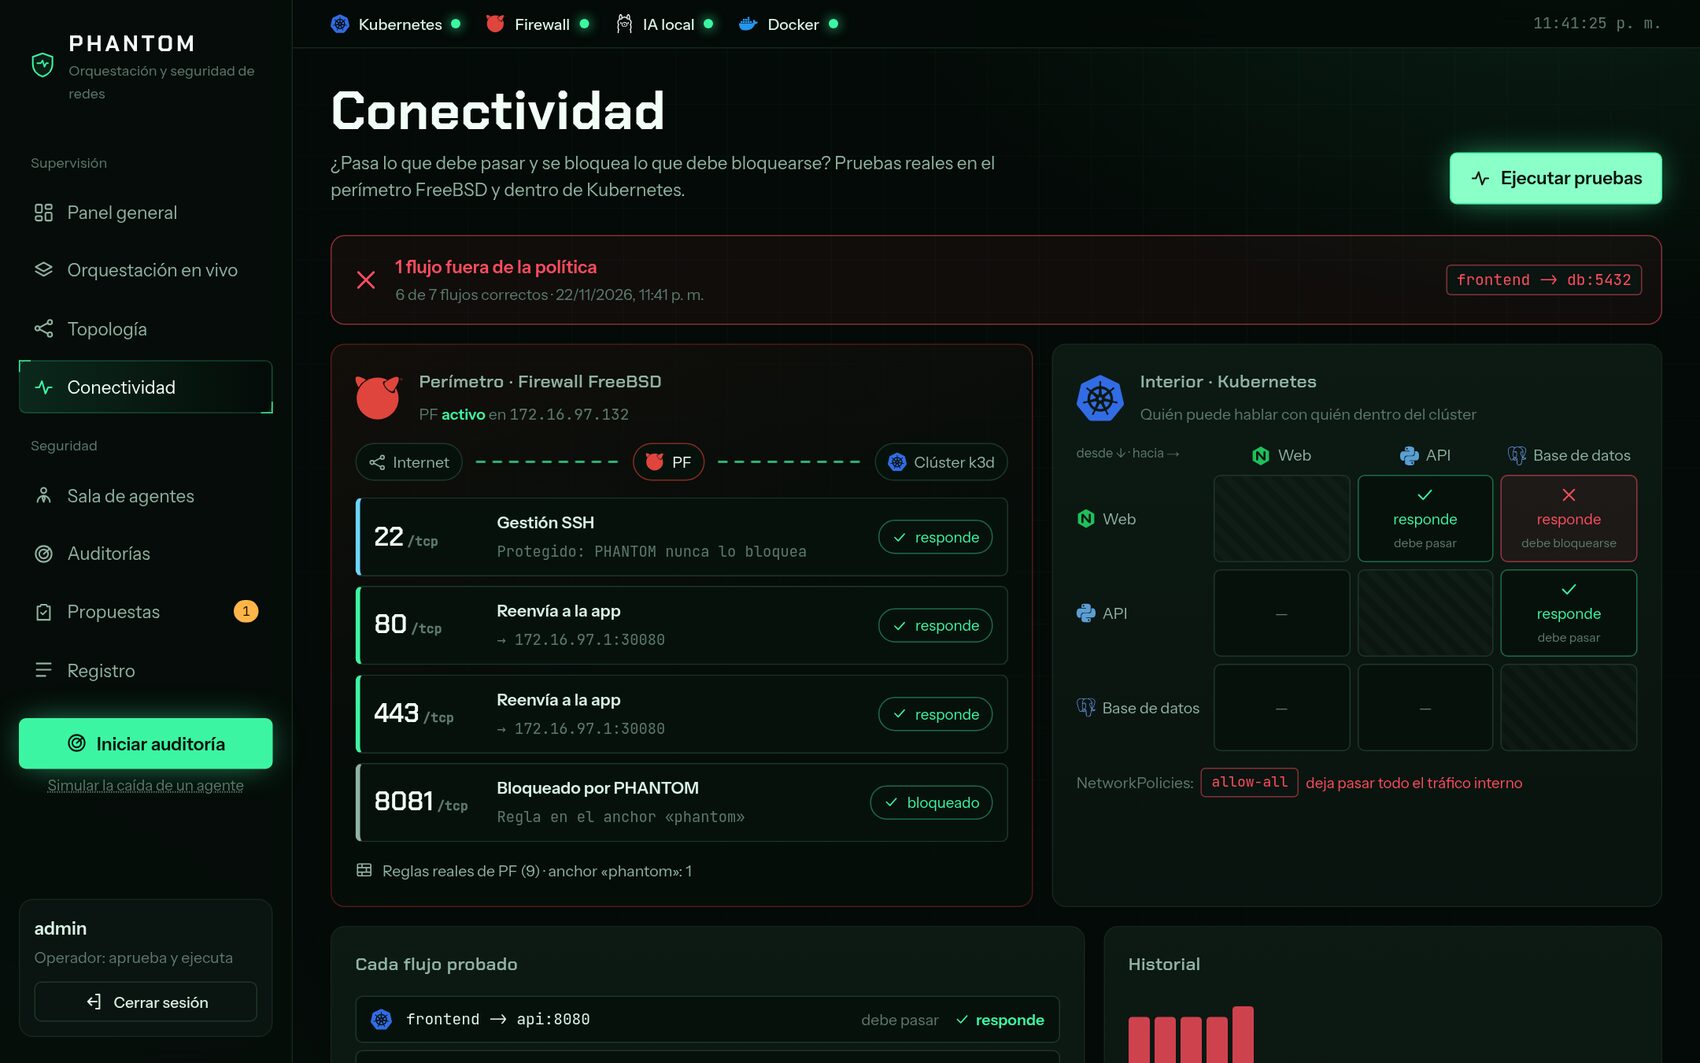 PHANTOM
Orquestación y seguridad de
redes
Supervisión
Panel general
Orquestación en vivo
Topología
Conectividad
Seguridad
Sala de agentes
Auditorías
Propuestas 1
Registro
Iniciar auditoría
Simular la caída de un agente
admin
Operador: aprueba y ejecuta
Cerrar sesión
Kubernetes Firewall IA local Docker 11:41:25 p. m.
Conectividad
¿Pasa lo que debe pasar y se bloquea lo que debe bloquearse? Pruebas reales en el
perímetro FreeBSD y dentro de Kubernetes.
Ejecutar pruebas
1 flujo fuera de la política
6 de 7 flujos correctos · 22/11/2026, 11:41 p. m.
frontend → db:5432
Perímetro · Firewall FreeBSD
PF activo en 172.16.97.132
Internet PF Clúster k3d
22 /tcp Gestión SSH
Protegido: PHANTOM nunca lo bloquea
responde
80 /tcp Reenvía a la app
→ 172.16.97.1:30080
responde
443 /tcp Reenvía a la app
→ 172.16.97.1:30080
responde
8081 /tcp Bloqueado por PHANTOM
Regla en el anchor «phantom»
bloqueado
Reglas reales de PF (9) · anchor «phantom»: 1
Interior · Kubernetes
Quién puede hablar con quién dentro del clúster
desde ↓ · hacia → Web API Base de datos
Web
responde
debe pasar
responde
debe bloquearse
API
—
responde
debe pasar
Base de datos
— —
NetworkPolicies: allow-all deja pasar todo el tráfico interno
Cada flujo probado
frontend → api:8080 debe pasar responde
Historial